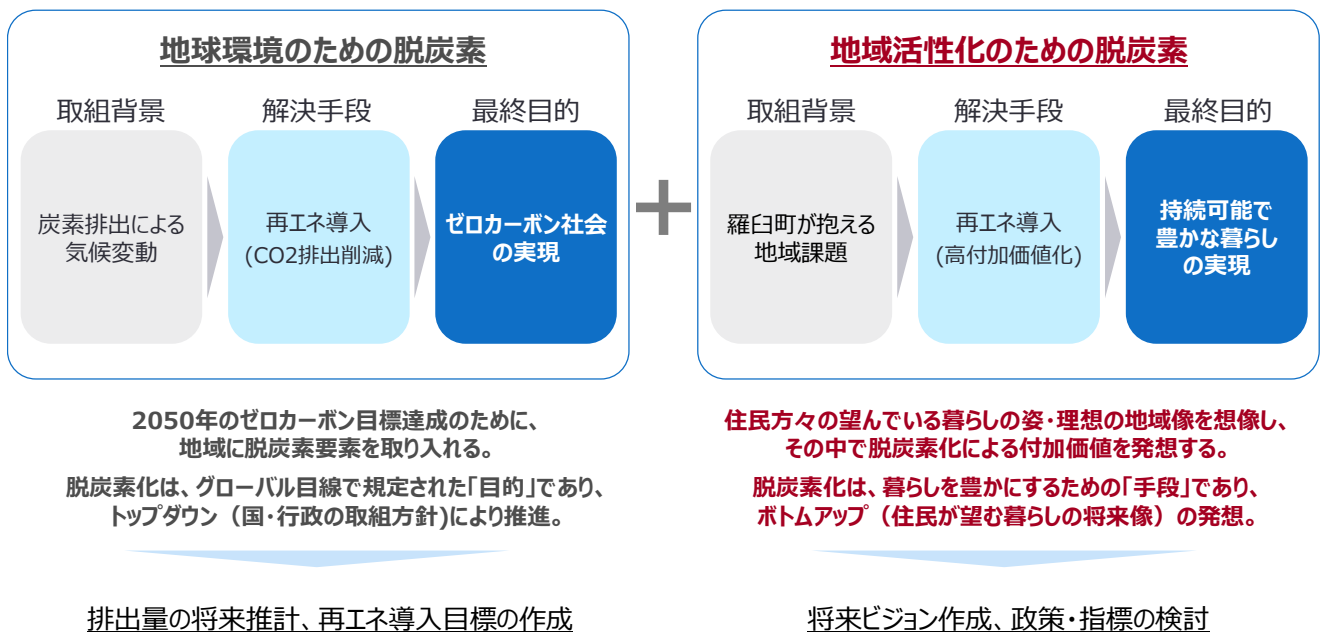 地球環境のための脱炭素
取組背景
解決手段
最終目的
炭素排出による
気候変動
再エネ導入
(CO2排出削減)
ゼロカーボン社会
の実現
+
地域活性化のための脱炭素
取組背景
解決手段
最終目的
羅臼町が抱える
地域課題
再エネ導入
(高付加価値化)
持続可能で
豊かな暮らし
の実現
2050年のゼロカーボン目標達成のために、
地域に脱炭素要素を取り入れる。
脱炭素化は、グローバル目線で規定された「目的」であり、
トップダウン（国・行政の取組方針)により推進。
住民方々の望んでいる暮らしの姿・理想の地域像を想像し、
その中で脱炭素化による付加価値を発想する。
脱炭素化は、暮らしを豊かにするための「手段」であり、
ボトムアップ（住民が望む暮らしの将来像）の発想。
排出量の将来推計、再エネ導入目標の作成
将来ビジョン作成、政策・指標の検討